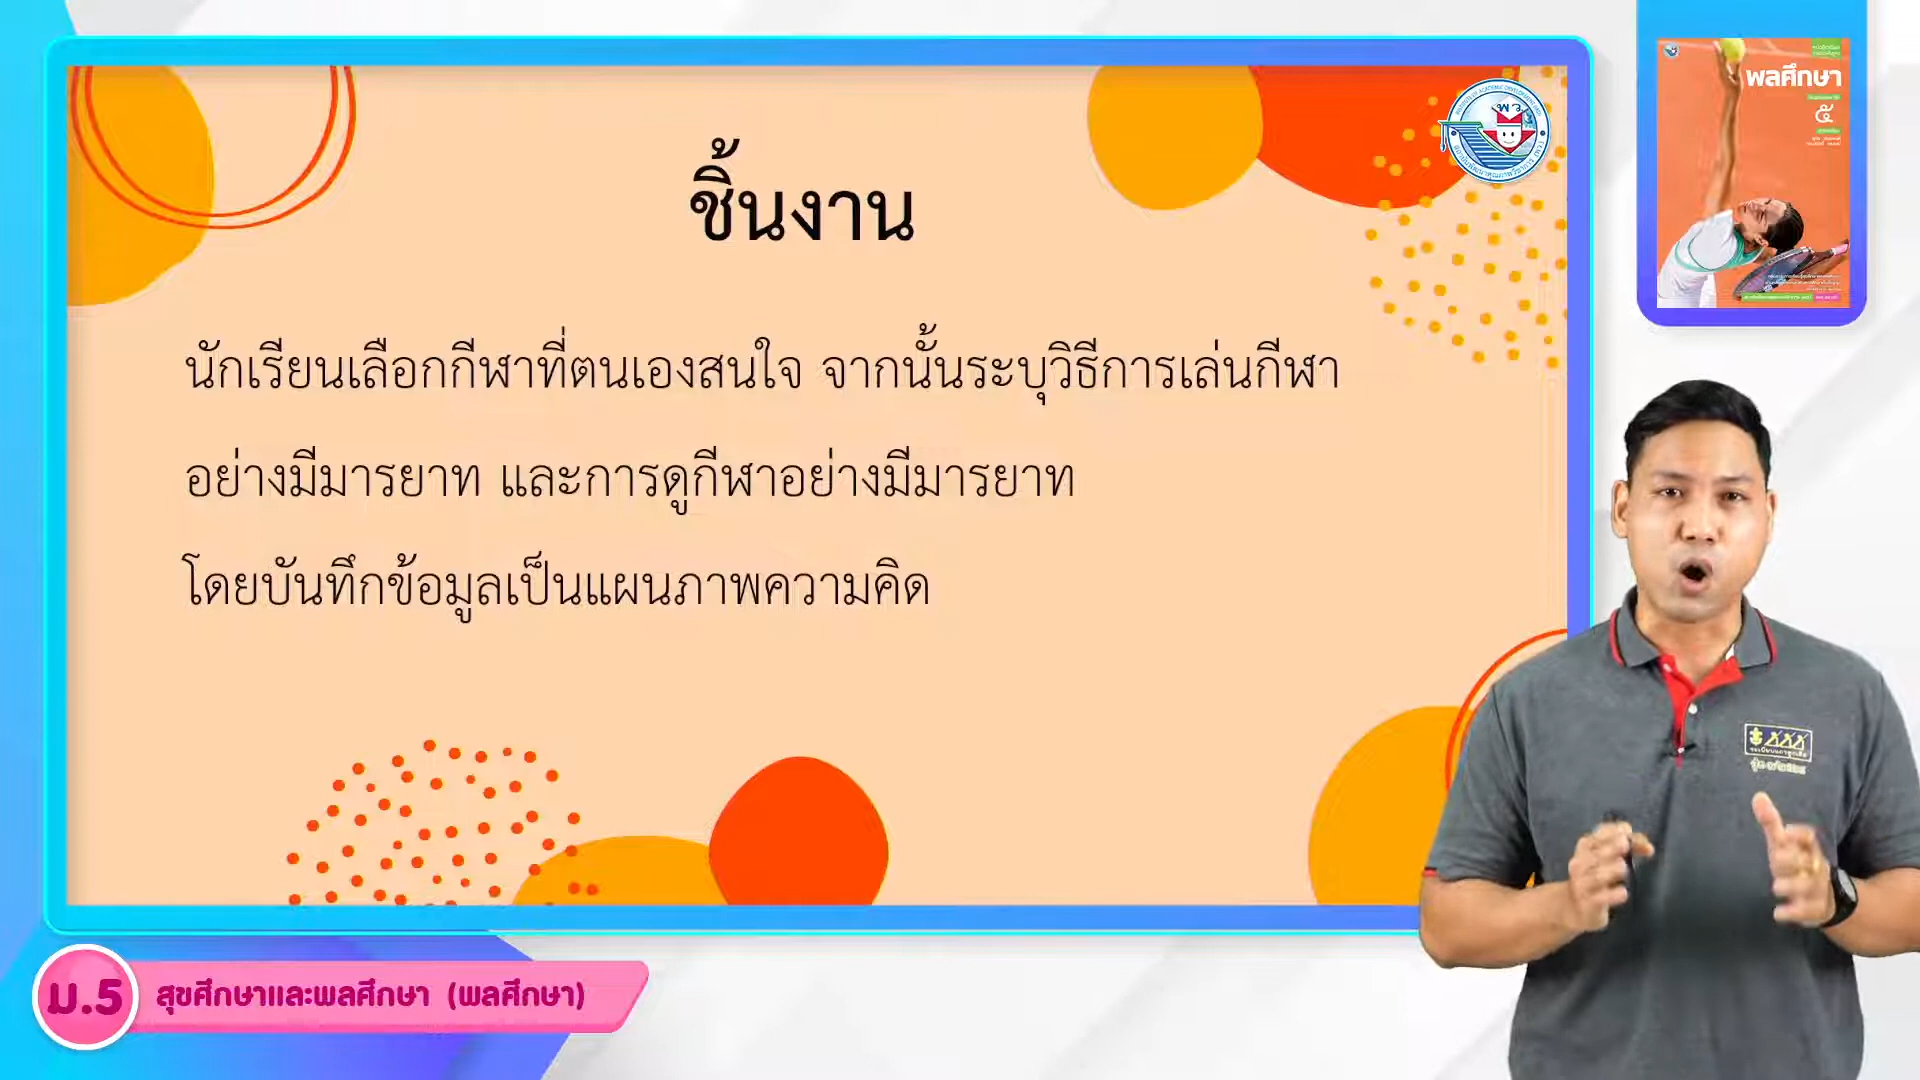 ชิ้นงาน
นักเรียนเลือกกีฬาที่ตนเองสนใจ จากนั้นระบุวิธีการเล่นกีฬา
อย่างมีมารยาท และการดูกีฬาอย่างมีมารยาท
โดยบันทึกข้อมูลเป็นแผนภาพความคิด
พลศึกษา
๕
พว.
ม.5 สุขศึกษาและพลศึกษา (พลศึกษา)